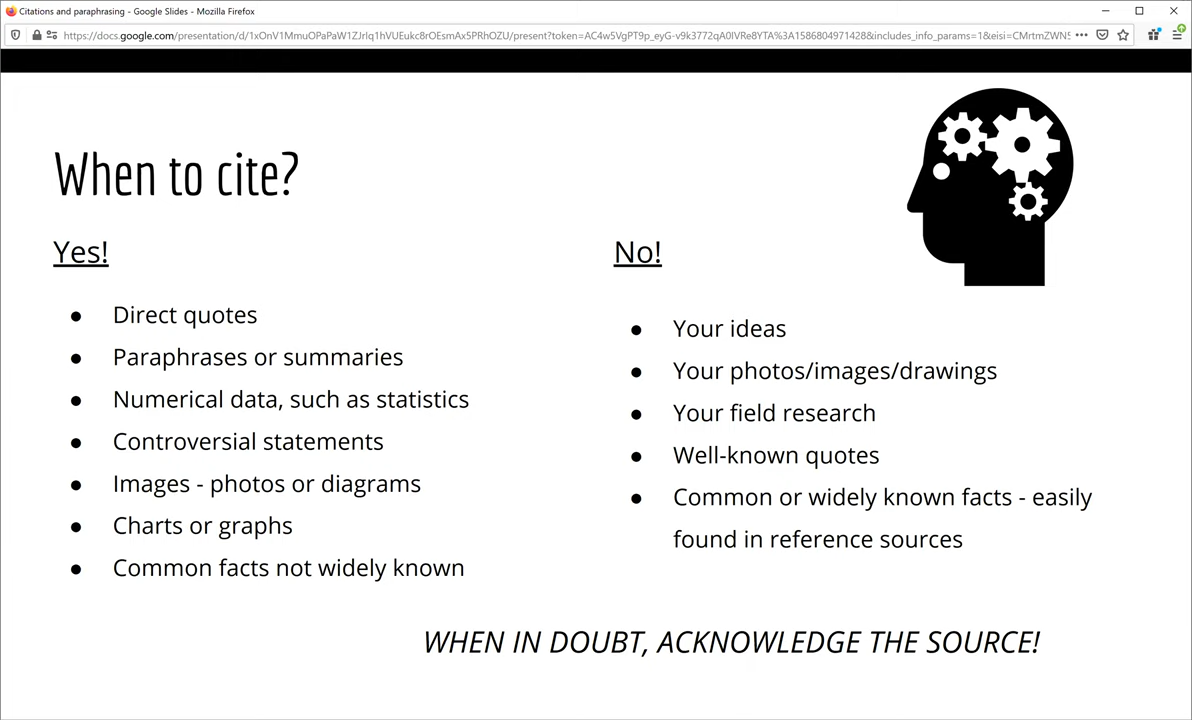 Citations and paraphrasing - Google Slides - Mozilla Firefox
When to cite?
Yes!
Direct quotes
Paraphrases or summaries
Numerical data, such as statistics
Controversial statements
Images - photos or diagrams
Charts or graphs
Common facts not widely known
No!
Your ideas
Your photos/images/drawings
Your field research
Well-known quotes
Common or widely known facts - easily
found in reference sources
WHEN IN DOUBT, ACKNOWLEDGE THE SOURCE!